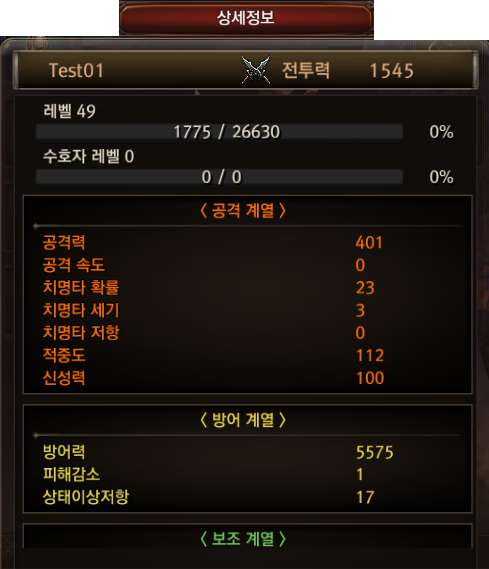 상세정보
Test01 전투력 1545
레벨 49
1775 / 26630 0%
수호자 레벨 0
0 / 0 0%
〈 공격 계열 〉
공격력 401
공격 속도 0
치명타 확률 23
치명타 세기 3
치명타 저항 0
적중도 112
신성력 100
〈 방어 계열 〉
방어력 5575
피해감소 1
상태이상저항 17
〈 보조 계열 〉